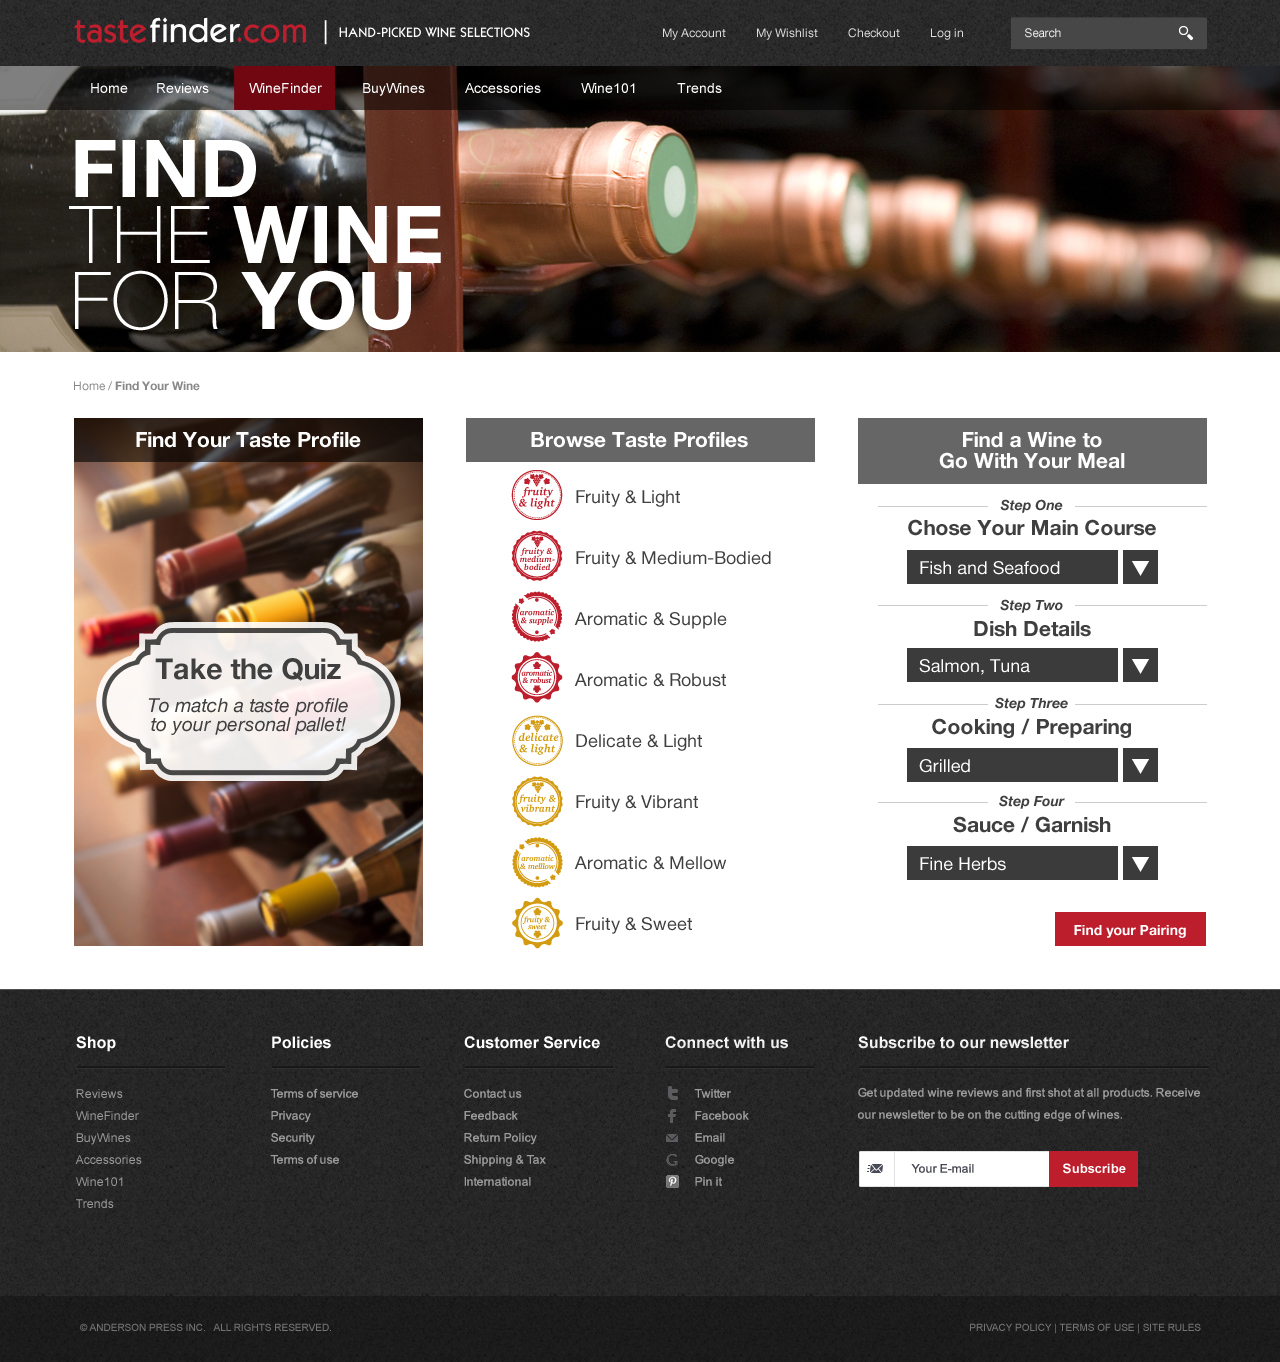 tastefinder.com | HAND-PICKED WINE SELECTIONS
My Account My Wishlist Checkout Log in Search
Home Reviews WineFinder BuyWines Accessories Wine101 Trends
FIND
THE WINE
FOR YOU
Home / Find Your Wine
Find Your Taste Profile
Take the Quiz
To match a taste profile
to your personal pallet!
Browse Taste Profiles
fruity
& light
Fruity & Light
fruity &
medium-
bodied
Fruity & Medium-Bodied
aromatic
& supple
Aromatic & Supple
aromatic
& robust
Aromatic & Robust
delicate
& light
Delicate & Light
fruity &
vibrant
Fruity & Vibrant
aromatic
& melllow
Aromatic & Mellow
fruity &
sweet
Fruity & Sweet
Find a Wine to
Go With Your Meal
Step One
Chose Your Main Course
Fish and Seafood
Step Two
Dish Details
Salmon, Tuna
Step Three
Cooking / Preparing
Grilled
Step Four
Sauce / Garnish
Fine Herbs
Find your Pairing
Shop
Reviews
WineFinder
BuyWines
Accessories
Wine101
Trends
Policies
Terms of service
Privacy
Security
Terms of use
Customer Service
Contact us
Feedback
Return Policy
Shipping & Tax
International
Connect with us
Twitter
Facebook
Email
Google
Pin it
Subscribe to our newsletter
Get updated wine reviews and first shot at all products. Receive
our newsletter to be on the cutting edge of wines.
Your E-mail Subscribe
© ANDERSON PRESS INC. ALL RIGHTS RESERVED.
PRIVACY POLICY | TERMS OF USE | SITE RULES